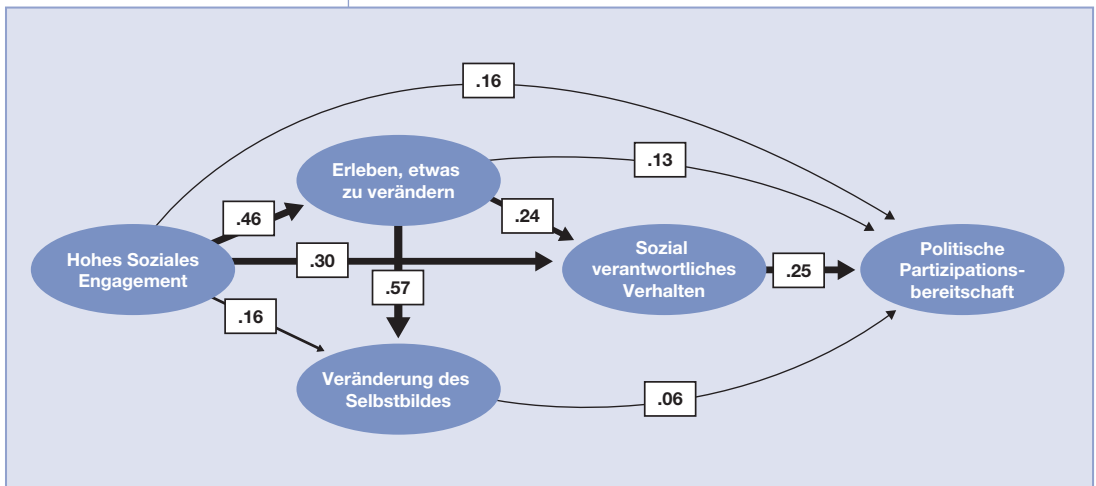 .16
.13
Erleben, etwas
zu verändern
.46
.24
Hohes Soziales
Engagement
.30
Sozial
verantwortliches
Verhalten
.25
Politische
Partizipations-
bereitschaft
.57
.16
Veränderung des
Selbstbildes
.06